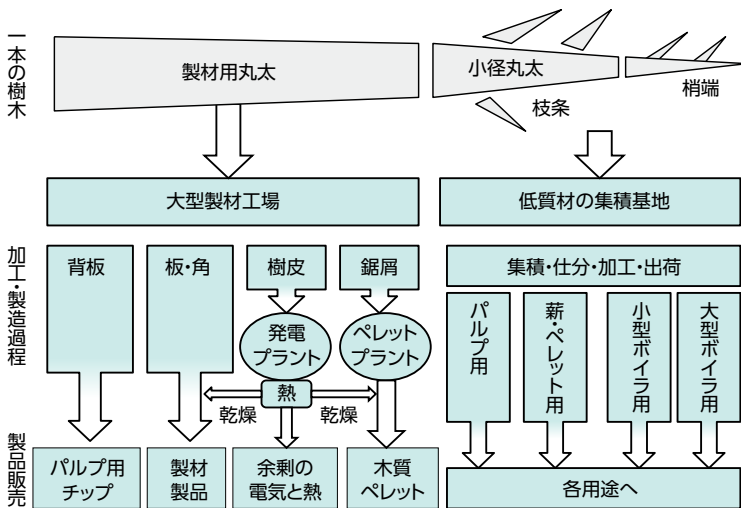 一本の樹木
製材用丸太
小径丸太
梢端
枝条
大型製材工場
低質材の集積基地
加工・製造過程
背板
板・角
樹皮
鋸屑
集積・仕分・加工・出荷
発電
プラント
ペレット
プラント
パルプ用
薪・ペレット用
小型ボイラ用
大型ボイラ用
熱
乾燥
乾燥
製品販売
パルプ用
チップ
製材
製品
余剰の
電気と熱
木質
ペレット
各用途へ